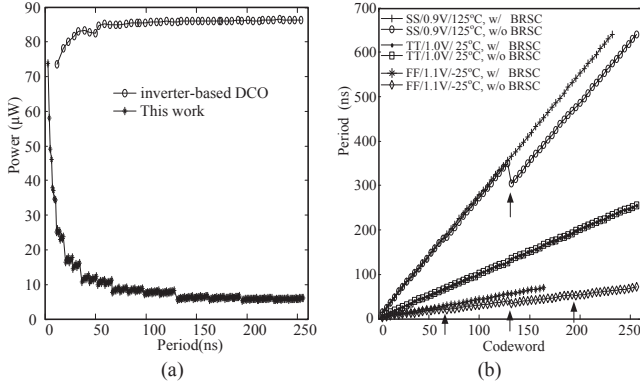 100
90
80
70
60
50
40
30
20
10
0
Power (µW)
inverter-based DCO
This work
0 50 100 150 200 250
Period(ns)
(a)
700
600
500
400
300
200
100
0
Period (ns)
SS/0.9V/125°C, w/ BRSC
SS/0.9V/125°C, w/o BRSC
TT/1.0V/ 25°C, w/ BRSC
TT/1.0V/ 25°C, w/o BRSC
FF/1.1V/-25°C, w/ BRSC
FF/1.1V/-25°C, w/o BRSC
0 50 100 150 200 250
Codeword
(b)